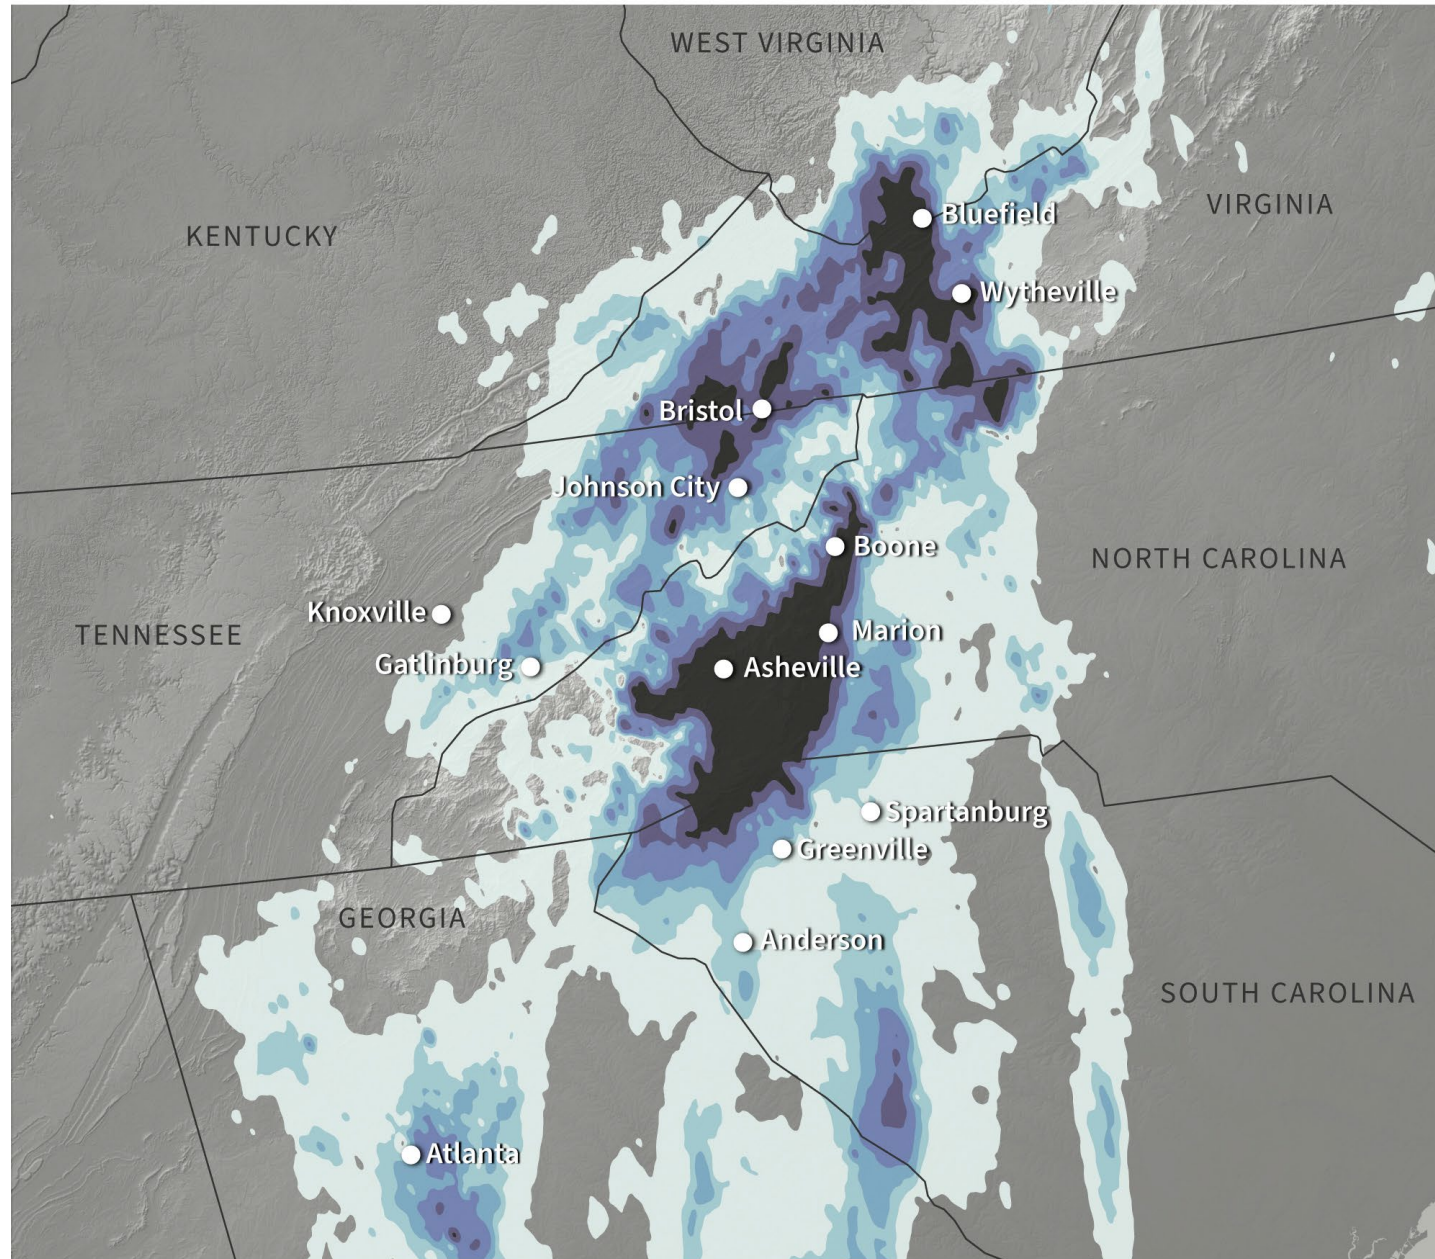 WEST VIRGINIA
VIRGINIA
Bluefield
KENTUCKY
Wytheville
Bristol
Johnson City
Boone
NORTH CAROLINA
Knoxville
TENNESSEE
Marion
Gatlinburg
Asheville
Spartanburg
Greenville
GEORGIA
Anderson
SOUTH CAROLINA
Atlanta